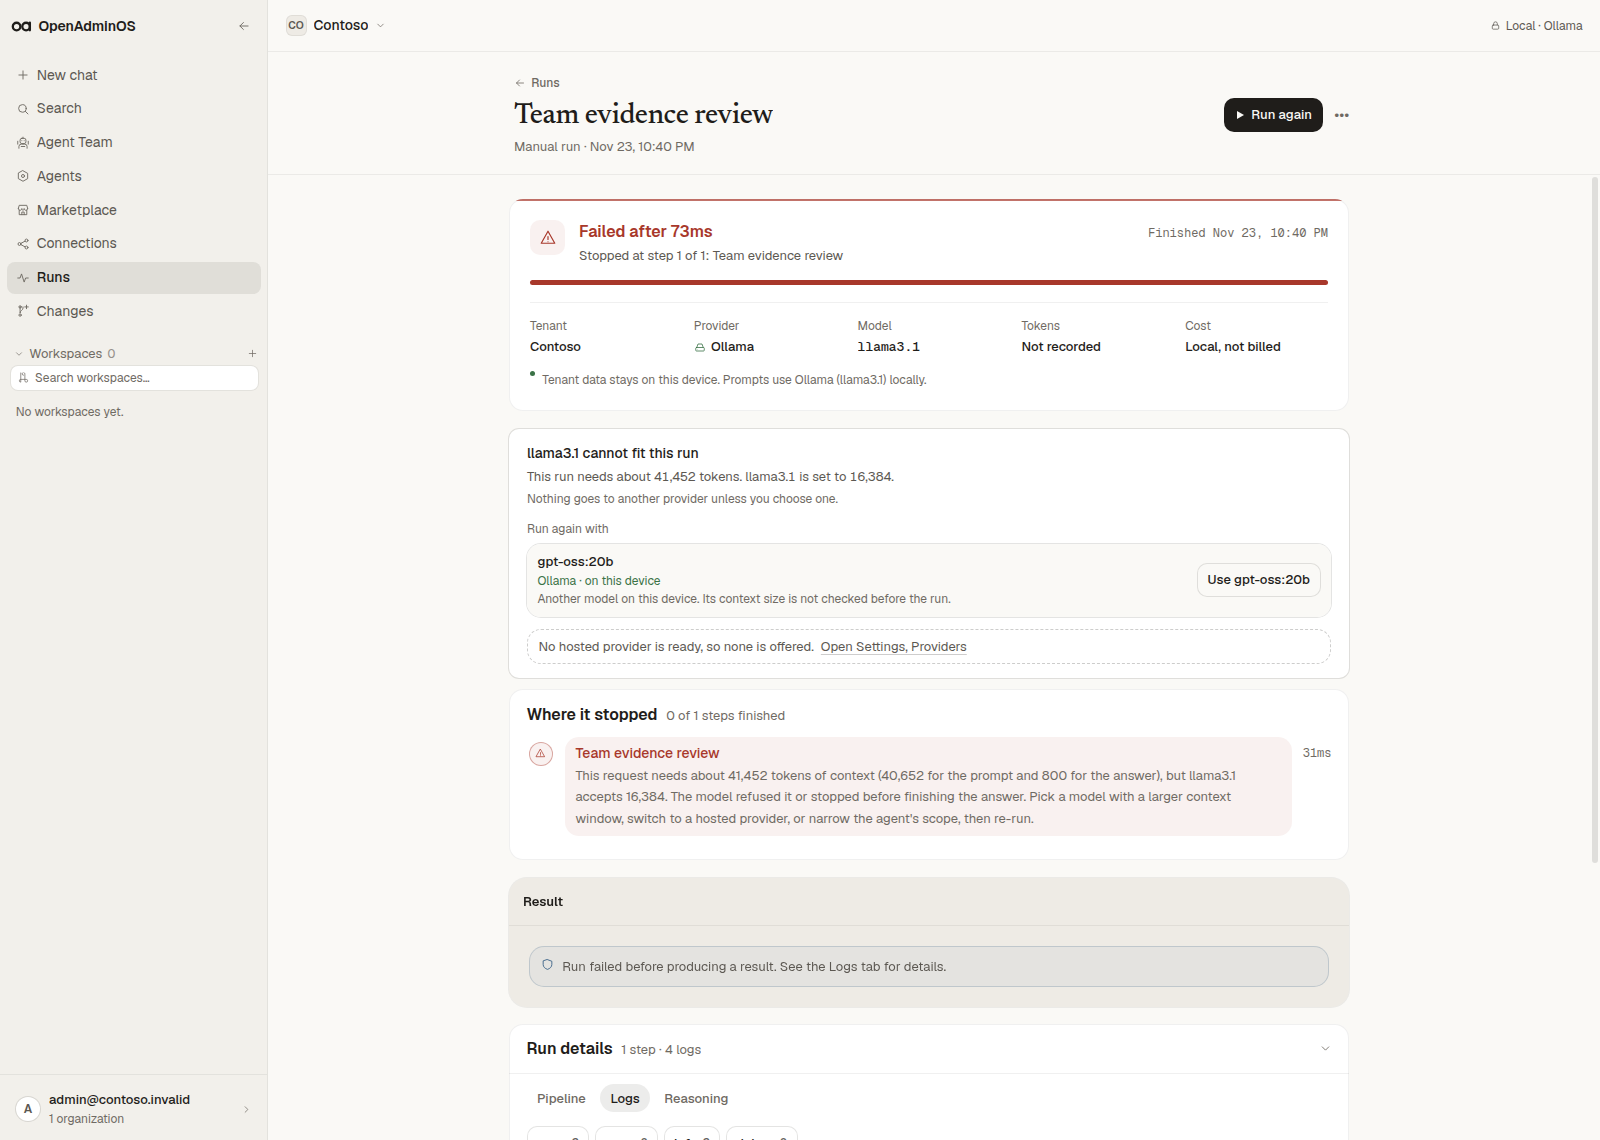 OpenAdminOS
New chat
Search
Agent Team
Agents
Marketplace
Connections
Runs
Changes
Workspaces 0
Search workspaces...
No workspaces yet.
A
admin@contoso.invalid
1 organization
CO Contoso
Local · Ollama
Runs
Team evidence review
Manual run · Nov 23, 10:40 PM
Run again
Failed after 73ms
Finished Nov 23, 10:40 PM
Stopped at step 1 of 1: Team evidence review
Tenant Provider Model Tokens Cost
Contoso Ollama llama3.1 Not recorded Local, not billed
Tenant data stays on this device. Prompts use Ollama (llama3.1) locally.
llama3.1 cannot fit this run
This run needs about 41,452 tokens. llama3.1 is set to 16,384.
Nothing goes to another provider unless you choose one.
Run again with
gpt-oss:20b
Ollama · on this device
Another model on this device. Its context size is not checked before the run.
Use gpt-oss:20b
No hosted provider is ready, so none is offered. Open Settings, Providers
Where it stopped 0 of 1 steps finished
Team evidence review
31ms
This request needs about 41,452 tokens of context (40,652 for the prompt and 800 for the answer), but llama3.1
accepts 16,384. The model refused it or stopped before finishing the answer. Pick a model with a larger context
window, switch to a hosted provider, or narrow the agent's scope, then re-run.
Result
Run failed before producing a result. See the Logs tab for details.
Run details 1 step · 4 logs
Pipeline Logs Reasoning